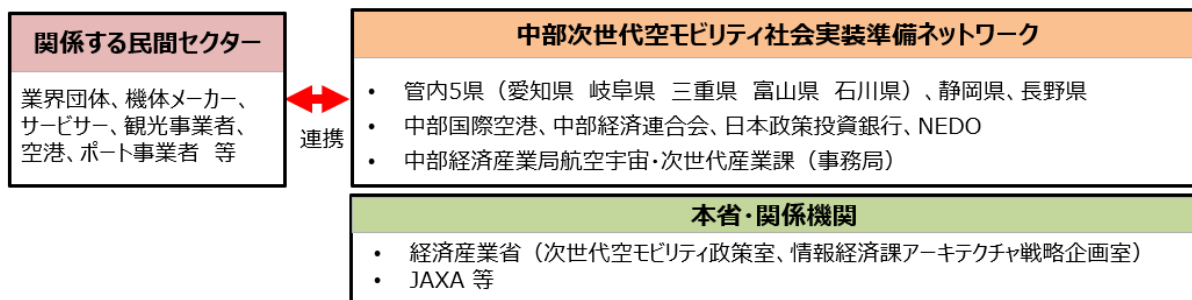 関係する民間セクター
業界団体、機体メーカー、
サービサー、観光事業者、
空港、ポート事業者 等
連携
中部次世代空モビリティ社会実装準備ネットワーク
• 管内5県（愛知県 岐阜県 三重県 富山県 石川県）、静岡県、長野県
• 中部国際空港、中部経済連合会、日本政策投資銀行、NEDO
• 中部経済産業局航空宇宙・次世代産業課（事務局）
本省・関係機関
• 経済産業省（次世代空モビリティ政策室、情報経済課アーキテクチャ戦略企画室）
• JAXA 等